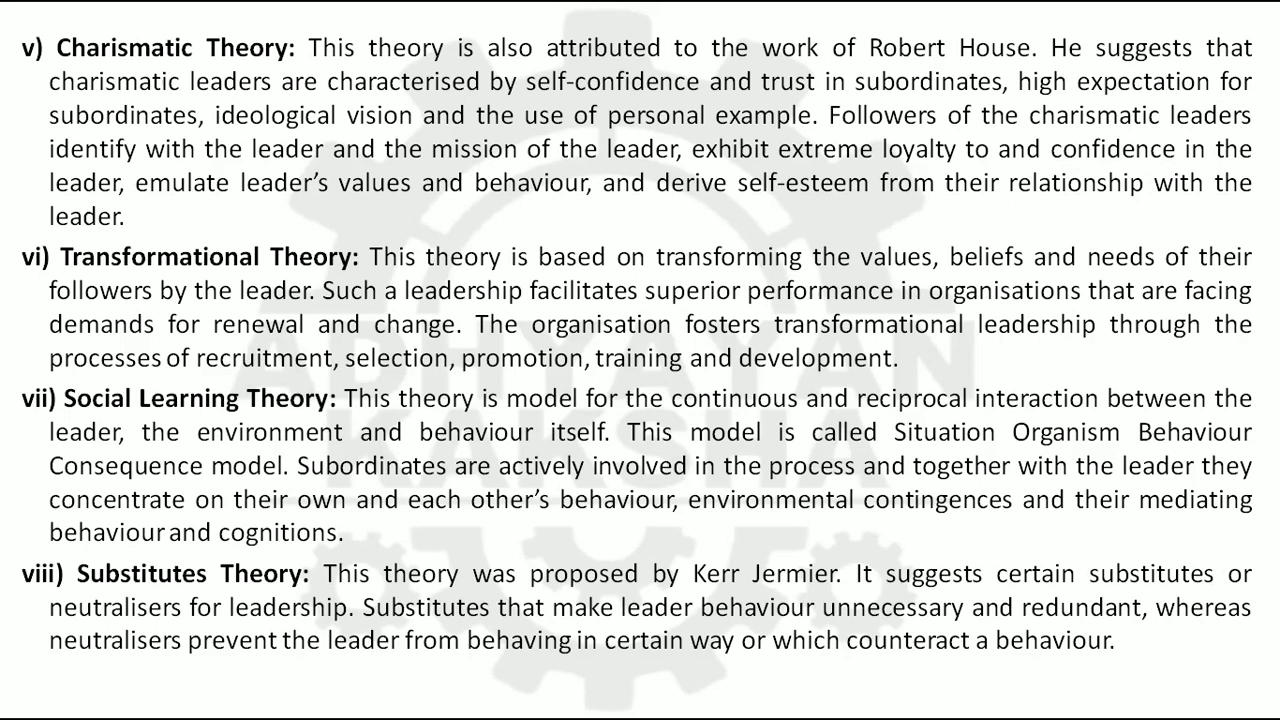 v) Charismatic Theory: This theory is also attributed to the work of Robert House. He suggests that
charismatic leaders are characterised by self-confidence and trust in subordinates, high expectation for
subordinates, ideological vision and the use of personal example. Followers of the charismatic leaders
identify with the leader and the mission of the leader, exhibit extreme loyalty to and confidence in the
leader, emulate leader’s values and behaviour, and derive self-esteem from their relationship with the
leader.
vi) Transformational Theory: This theory is based on transforming the values, beliefs and needs of their
followers by the leader. Such a leadership facilitates superior performance in organisations that are facing
demands for renewal and change. The organisation fosters transformational leadership through the
processes of recruitment, selection, promotion, training and development.
vii) Social Learning Theory: This theory is model for the continuous and reciprocal interaction between the
leader, the environment and behaviour itself. This model is called Situation Organism Behaviour
Consequence model. Subordinates are actively involved in the process and together with the leader they
concentrate on their own and each other’s behaviour, environmental contingences and their mediating
behaviour and cognitions.
viii) Substitutes Theory: This theory was proposed by Kerr Jermier. It suggests certain substitutes or
neutralisers for leadership. Substitutes that make leader behaviour unnecessary and redundant, whereas
neutralisers prevent the leader from behaving in certain way or which counteract a behaviour.
ADHYAYAN
KAKSHA